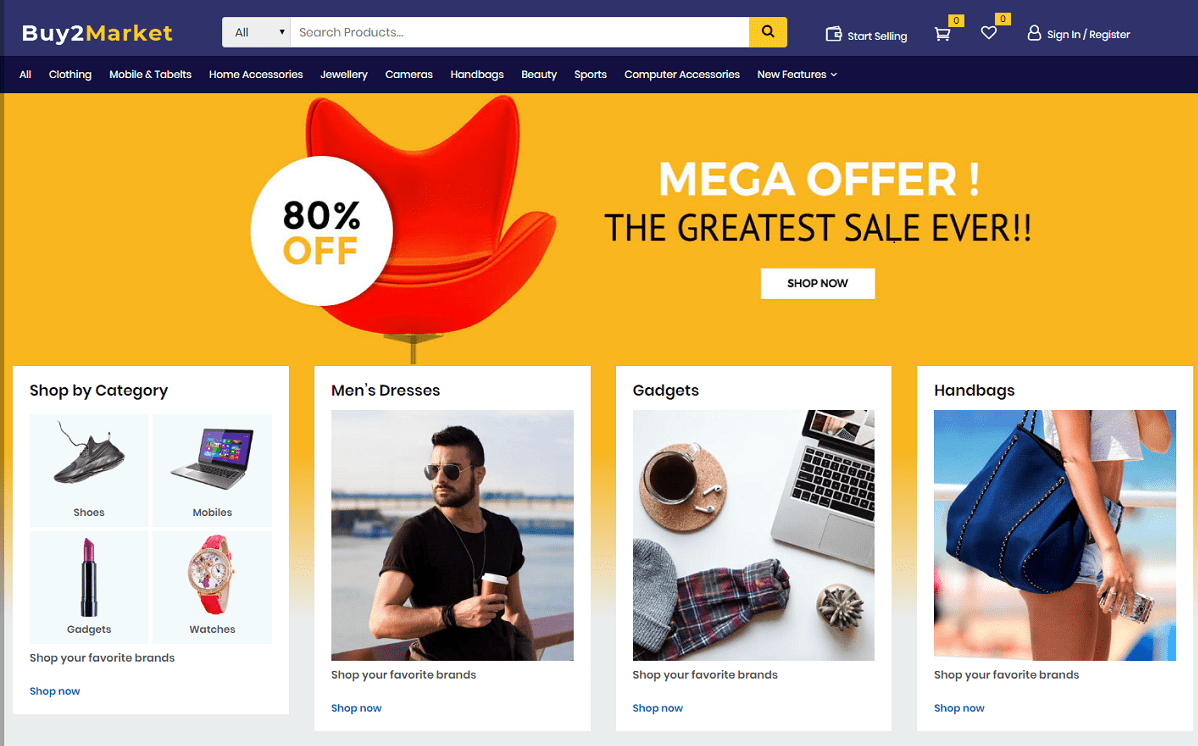 Buy2Market
All
Search Products...
Start Selling
0
0
Sign In / Register
All
Clothing
Mobile & Tabelts
Home Accessories
Jewellery
Cameras
Handbags
Beauty
Sports
Computer Accessories
New Features
80%
OFF
MEGA OFFER !
THE GREATEST SALE EVER!!
SHOP NOW
Shop by Category
Shoes
Mobiles
Gadgets
Watches
Shop your favorite brands
Shop now
Men's Dresses
Shop your favorite brands
Shop now
Gadgets
Shop your favorite brands
Shop now
Handbags
Shop your favorite brands
Shop now